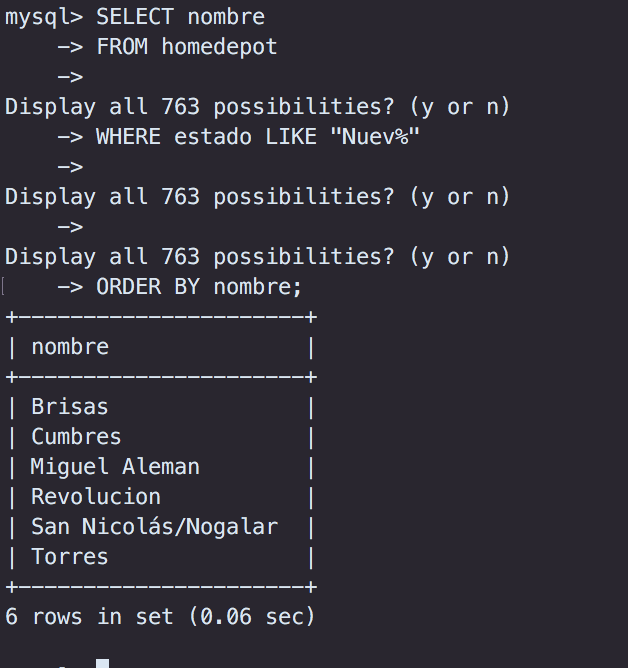 mysql> SELECT nombre
    -> FROM homedepot
    ->
Display all 763 possibilities? (y or n)
    -> WHERE estado LIKE "Nuev%"
    ->
Display all 763 possibilities? (y or n)
    ->
Display all 763 possibilities? (y or n)
    -> ORDER BY nombre;
+----------------------+
| nombre               |
+----------------------+
| Brisas               |
| Cumbres              |
| Miguel Aleman        |
| Revolucion           |
| San Nicolás/Nogalar  |
| Torres               |
+----------------------+
6 rows in set (0.06 sec)